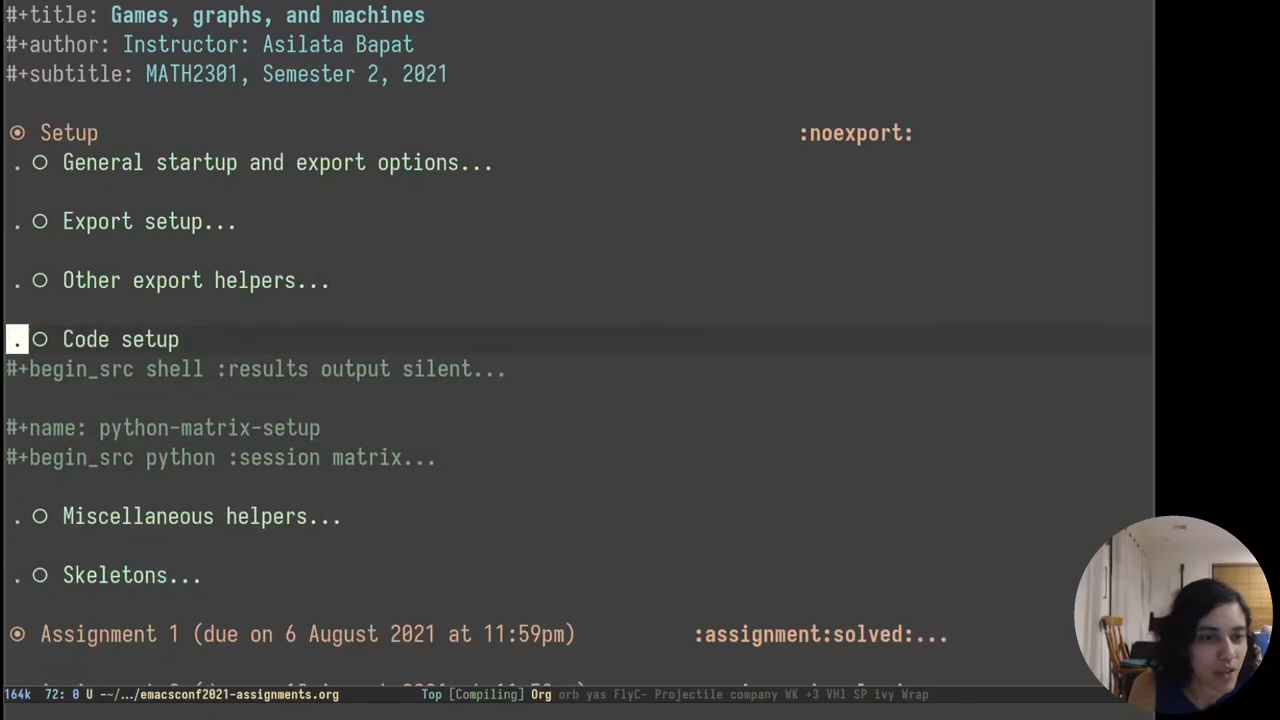 #+title: Games, graphs, and machines
#+author: Instructor: Asilata Bapat
#+subtitle: MATH2301, Semester 2, 2021
Setup :noexport:
. ○ General startup and export options...
. ○ Export setup...
. ○ Other export helpers...
. ○ Code setup
#+begin_src shell :results output silent...
#+name: python-matrix-setup
#+begin_src python :session matrix...
. ○ Miscellaneous helpers...
. ○ Skeletons...
Assignment 1 (due on 6 August 2021 at 11:59pm) :assignment:solved:...
164k 72: 0 U -~/.../emacsconf2021-assignments.org Top [Compiling] Org orb yas FlyC- Projectile company WK +3 VHl SP ivy Wrap